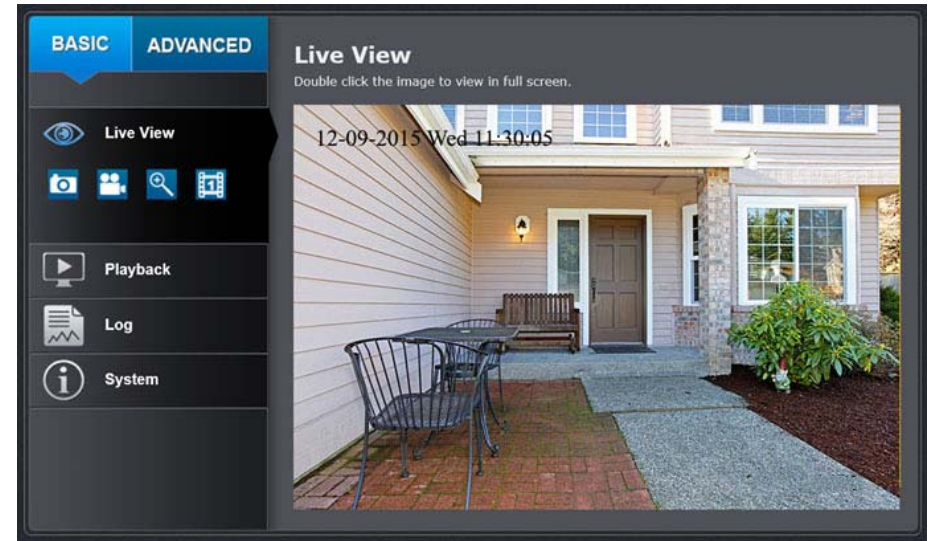 BASIC
ADVANCED
Live View
Double click the image to view in full screen.
12-09-2015 Wed 11:30:05
Live View
1
Playback
Log
i
System